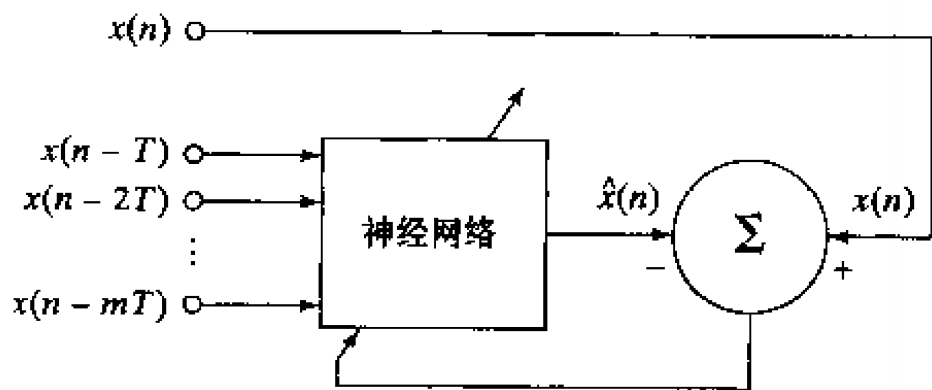 x(n)
x(n - T)
x(n - 2T)
⋮
x(n - mT)
神经网络
x̂(n)
Σ
x(n)
−
+